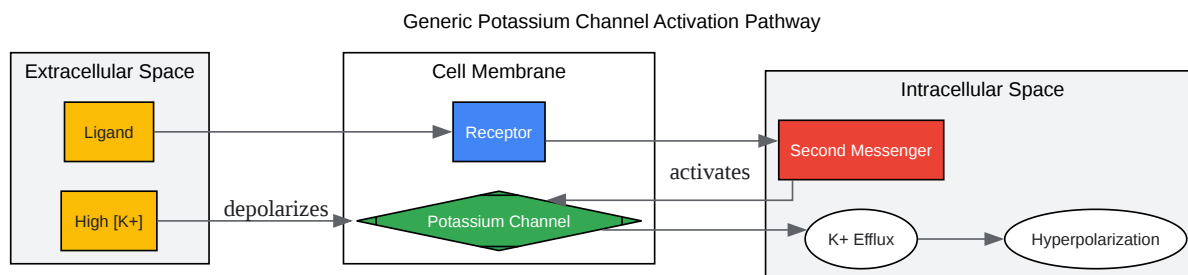 Generic Potassium Channel Activation Pathway
Extracellular Space
Cell Membrane
Intracellular Space
Ligand
Receptor
Second Messenger
activates
High [K+]
depolarizes
Potassium Channel
K+ Efflux
Hyperpolarization